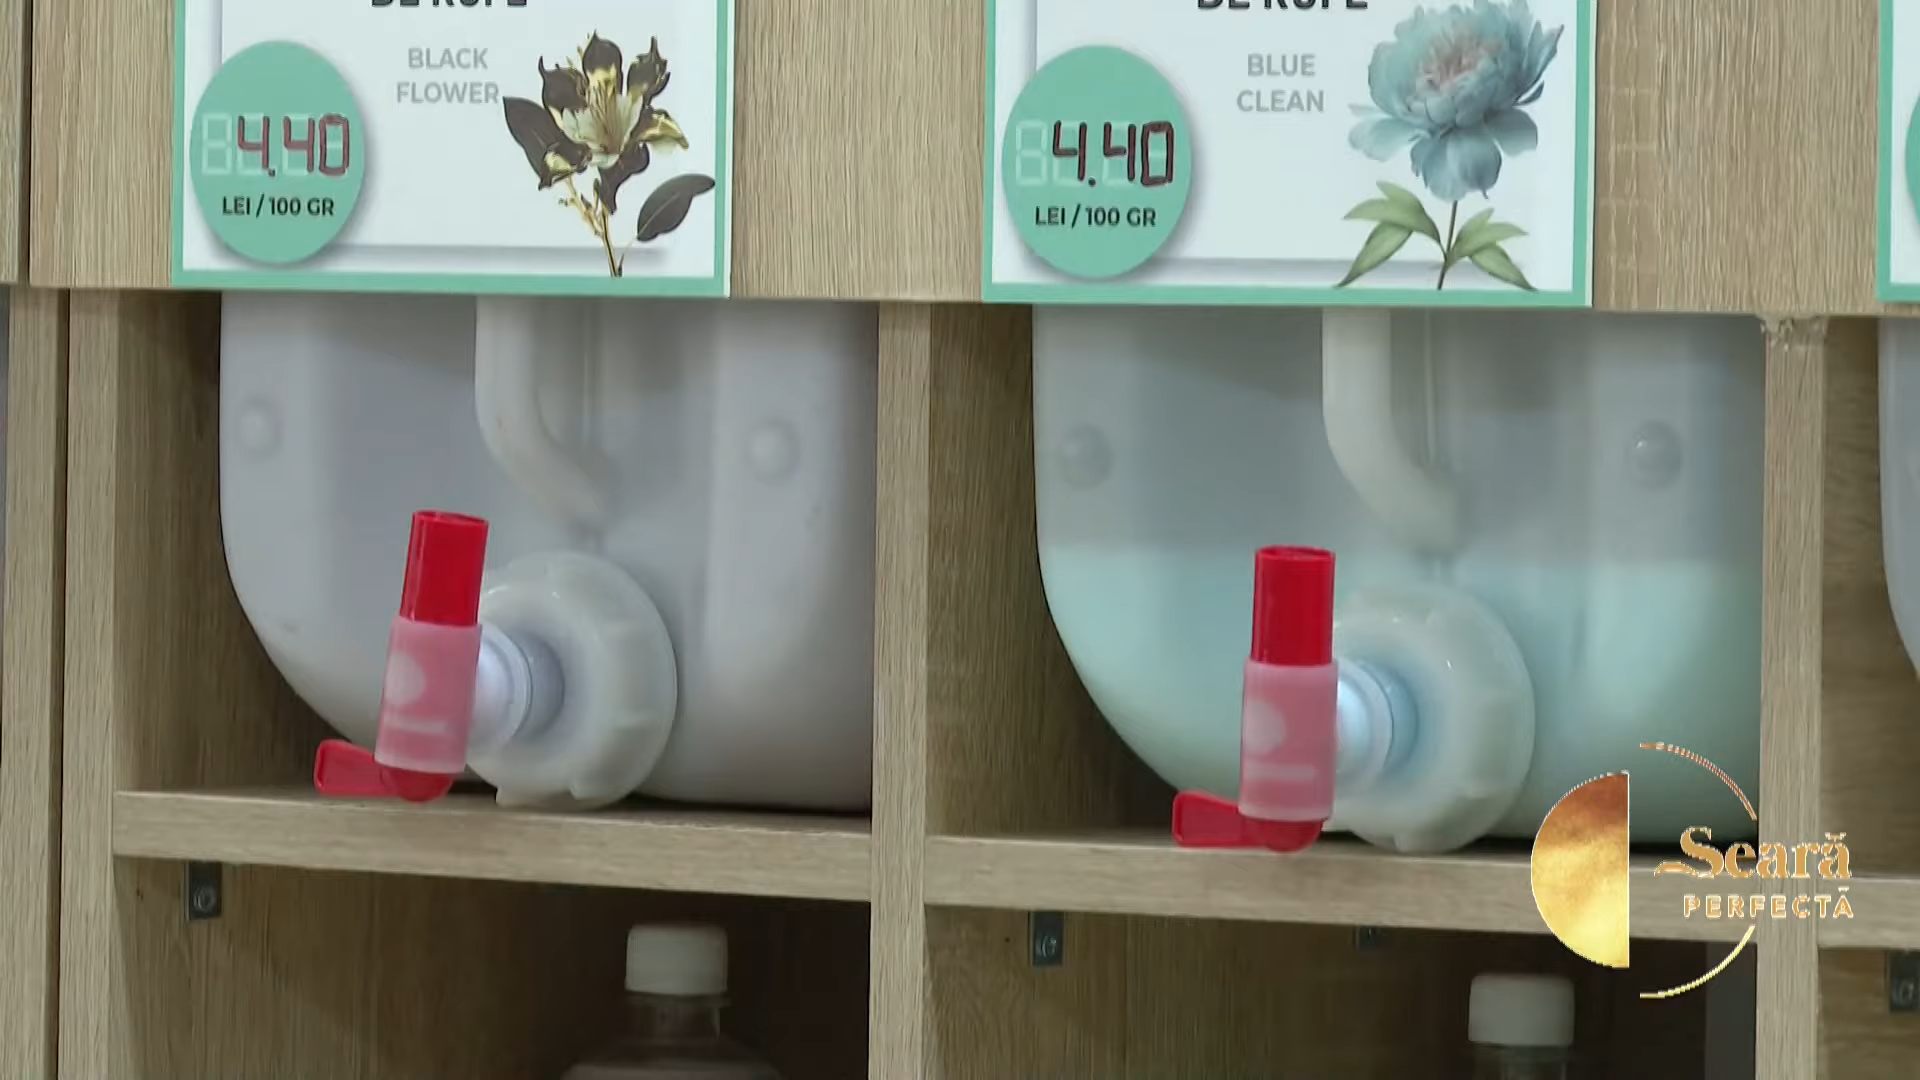 BLACK
FLOWER
4.40
LEI / 100 GR
BLUE
CLEAN
4.40
LEI / 100 GR
Seară
PERFECTĂ